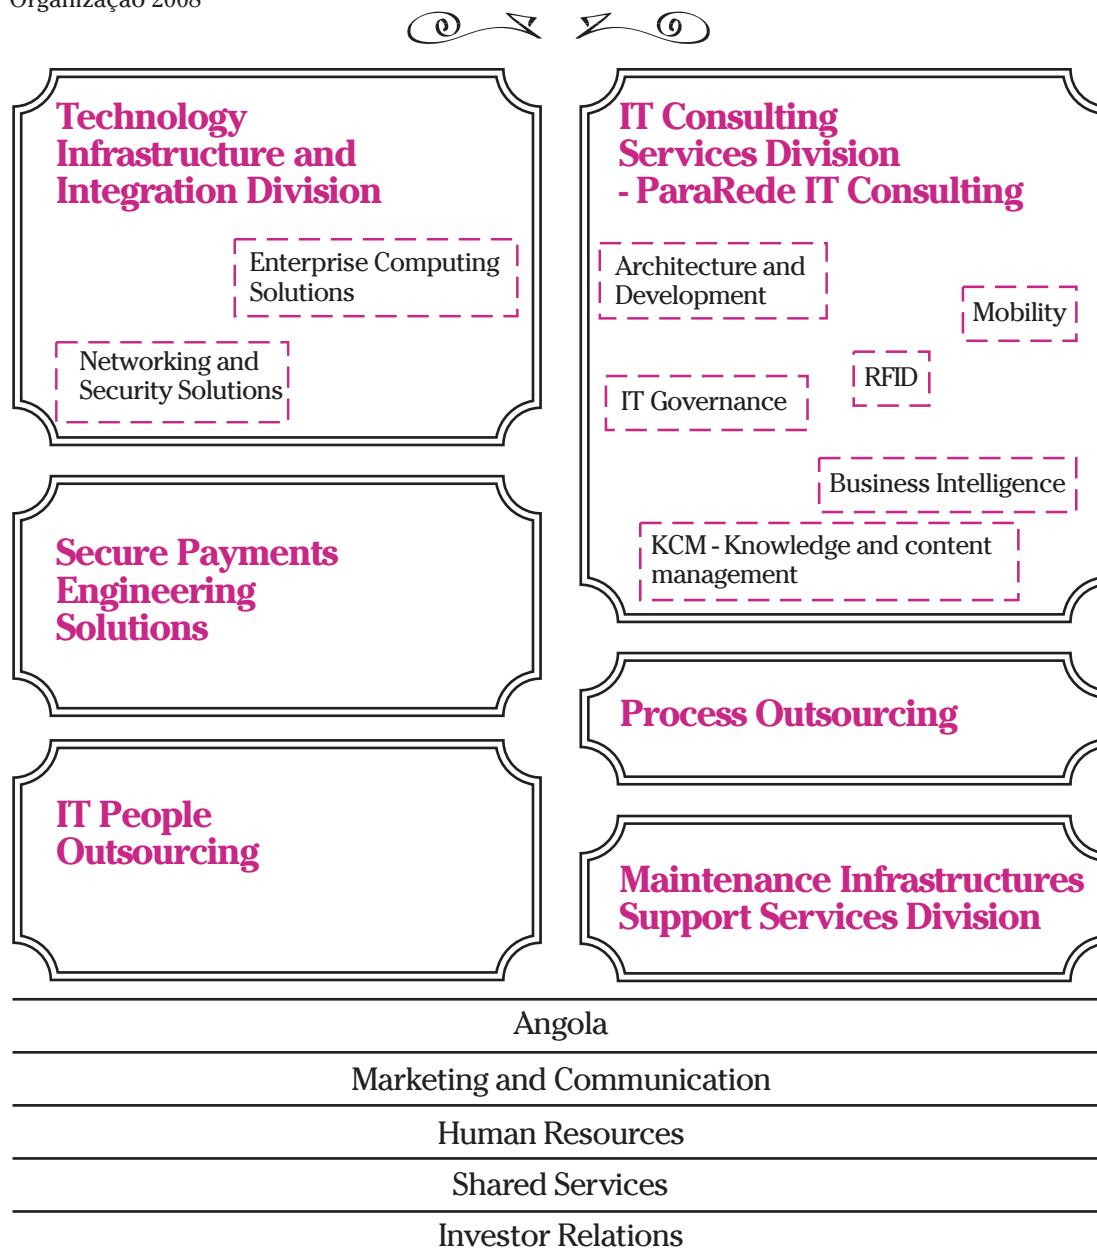 Organização 2008
Technology
Infrastructure and
Integration Division
Enterprise Computing
Solutions
Networking and
Security Solutions
IT Consulting
Services Division
- ParaRede IT Consulting
Architecture and
Development
Mobility
RFID
IT Governance
Business Intelligence
KCM - Knowledge and content
management
Secure Payments
Engineering
Solutions
Process Outsourcing
IT People
Outsourcing
Maintenance Infrastructures
Support Services Division
Angola
Marketing and Communication
Human Resources
Shared Services
Investor Relations